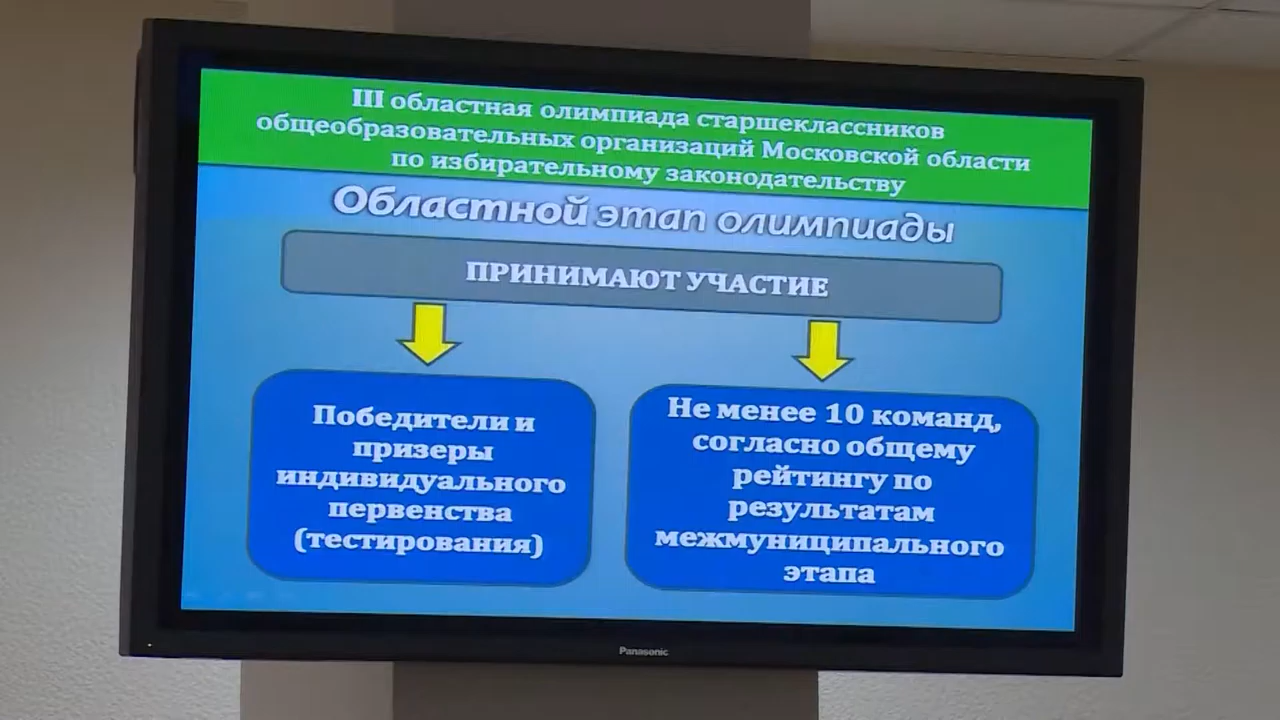 III областная олимпиада старшеклассников
общеобразовательных организаций Московской области
по избирательному законодательству
Областной этап олимпиады
ПРИНИМАЮТ УЧАСТИЕ
Победители и
призеры
индивидуального
первенства
(тестирования)
Не менее 10 команд,
согласно общему
рейтингу по
результатам
межмуниципального
этапа
Panasonic